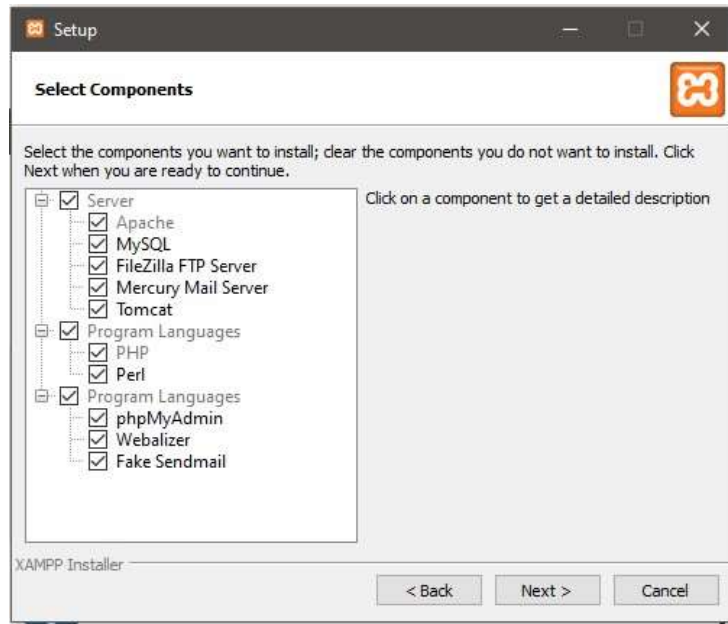 Setup
Select Components
Select the components you want to install; clear the components you do not want to install. Click
Next when you are ready to continue.
Server
Apache
MySQL
FileZilla FTP Server
Mercury Mail Server
Tomcat
Program Languages
PHP
Perl
Program Languages
phpMyAdmin
Webalizer
Fake Sendmail
Click on a component to get a detailed description
XAMPP Installer
< Back
Next >
Cancel